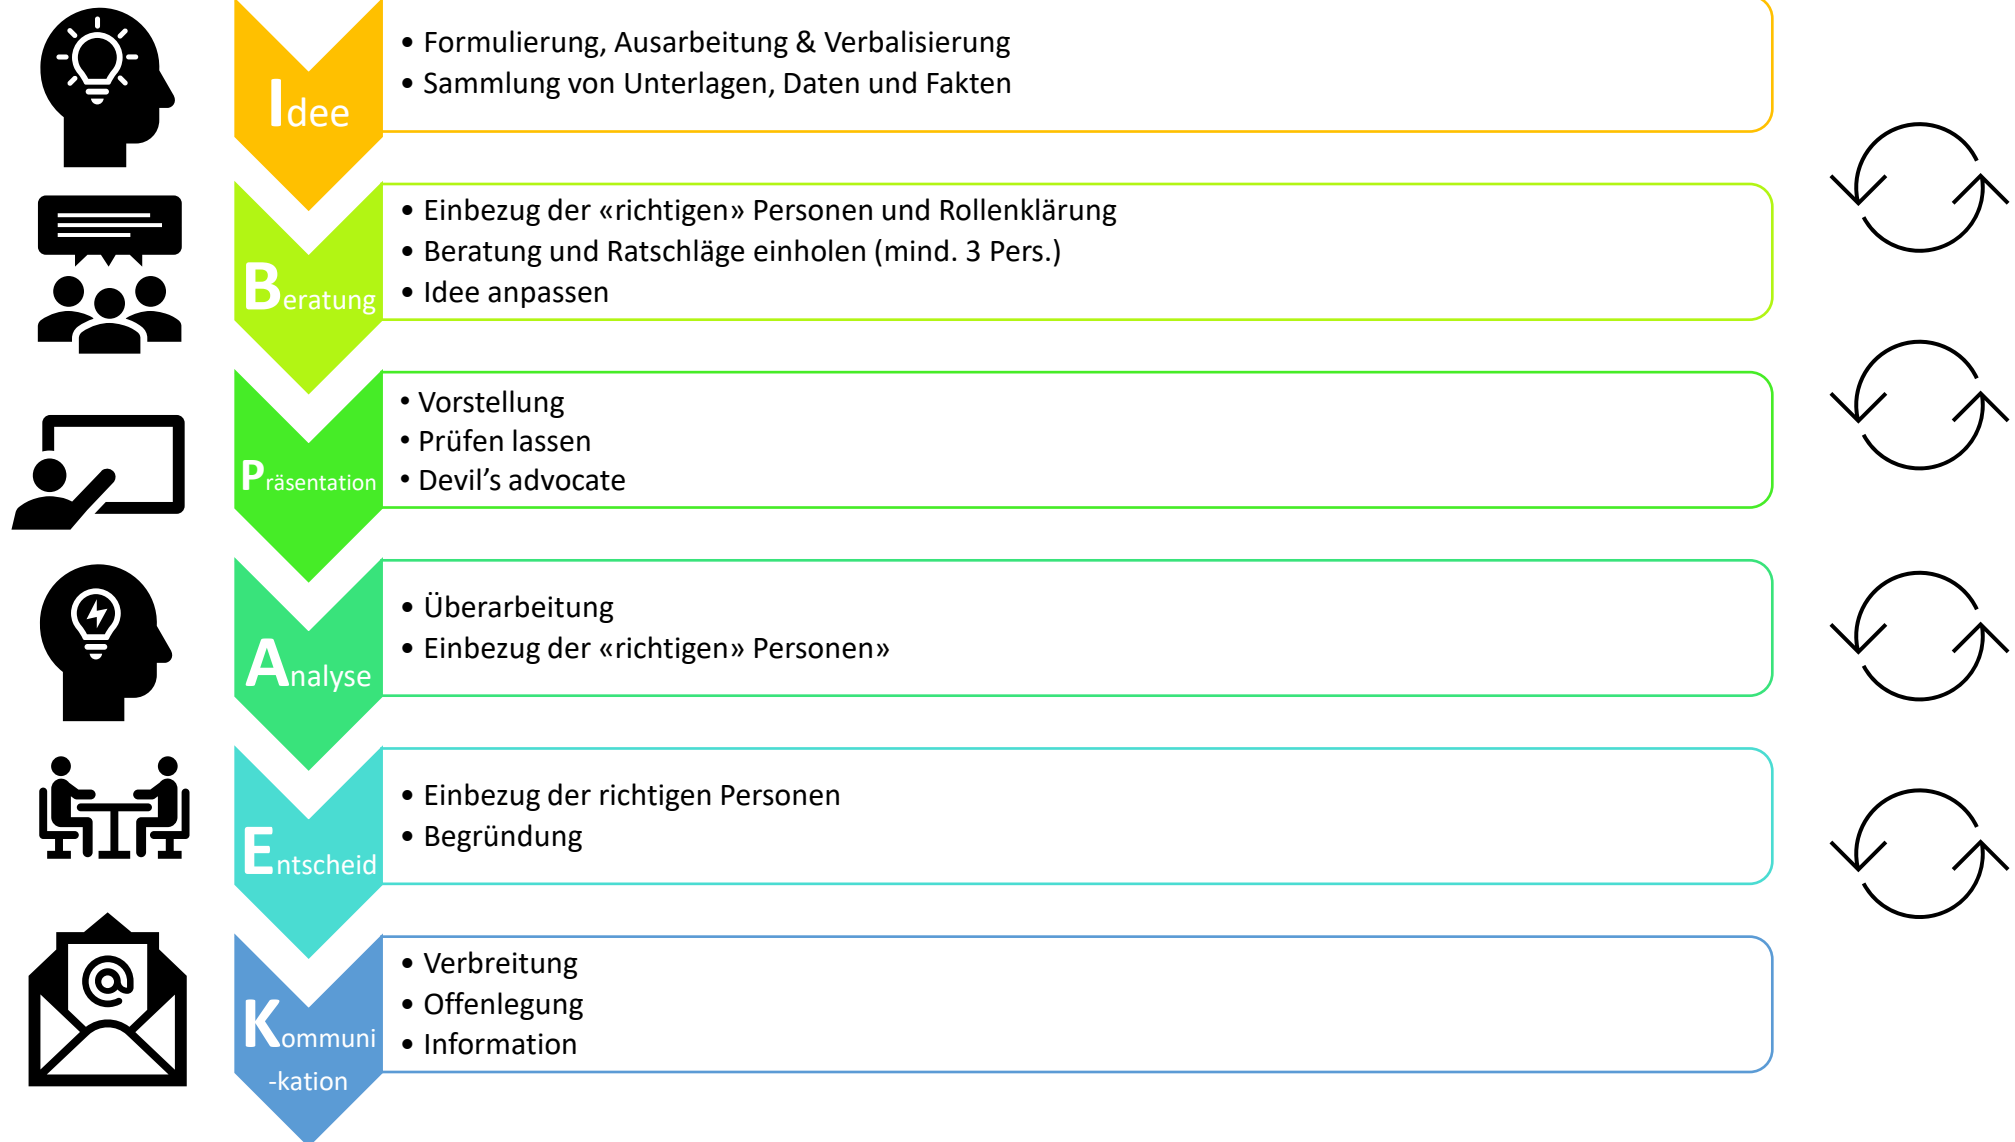 Idee
• Formulierung, Ausarbeitung & Verbalisierung
• Sammlung von Unterlagen, Daten und Fakten
Beratung
• Einbezug der «richtigen» Personen und Rollenklärung
• Beratung und Ratschläge einholen (mind. 3 Pers.)
• Idee anpassen
Präsentation
• Vorstellung
• Prüfen lassen
• Devil’s advocate
Analyse
• Überarbeitung
• Einbezug der «richtigen» Personen»
Entscheid
• Einbezug der richtigen Personen
• Begründung
Kommuni
-kation
• Verbreitung
• Offenlegung
• Information
@